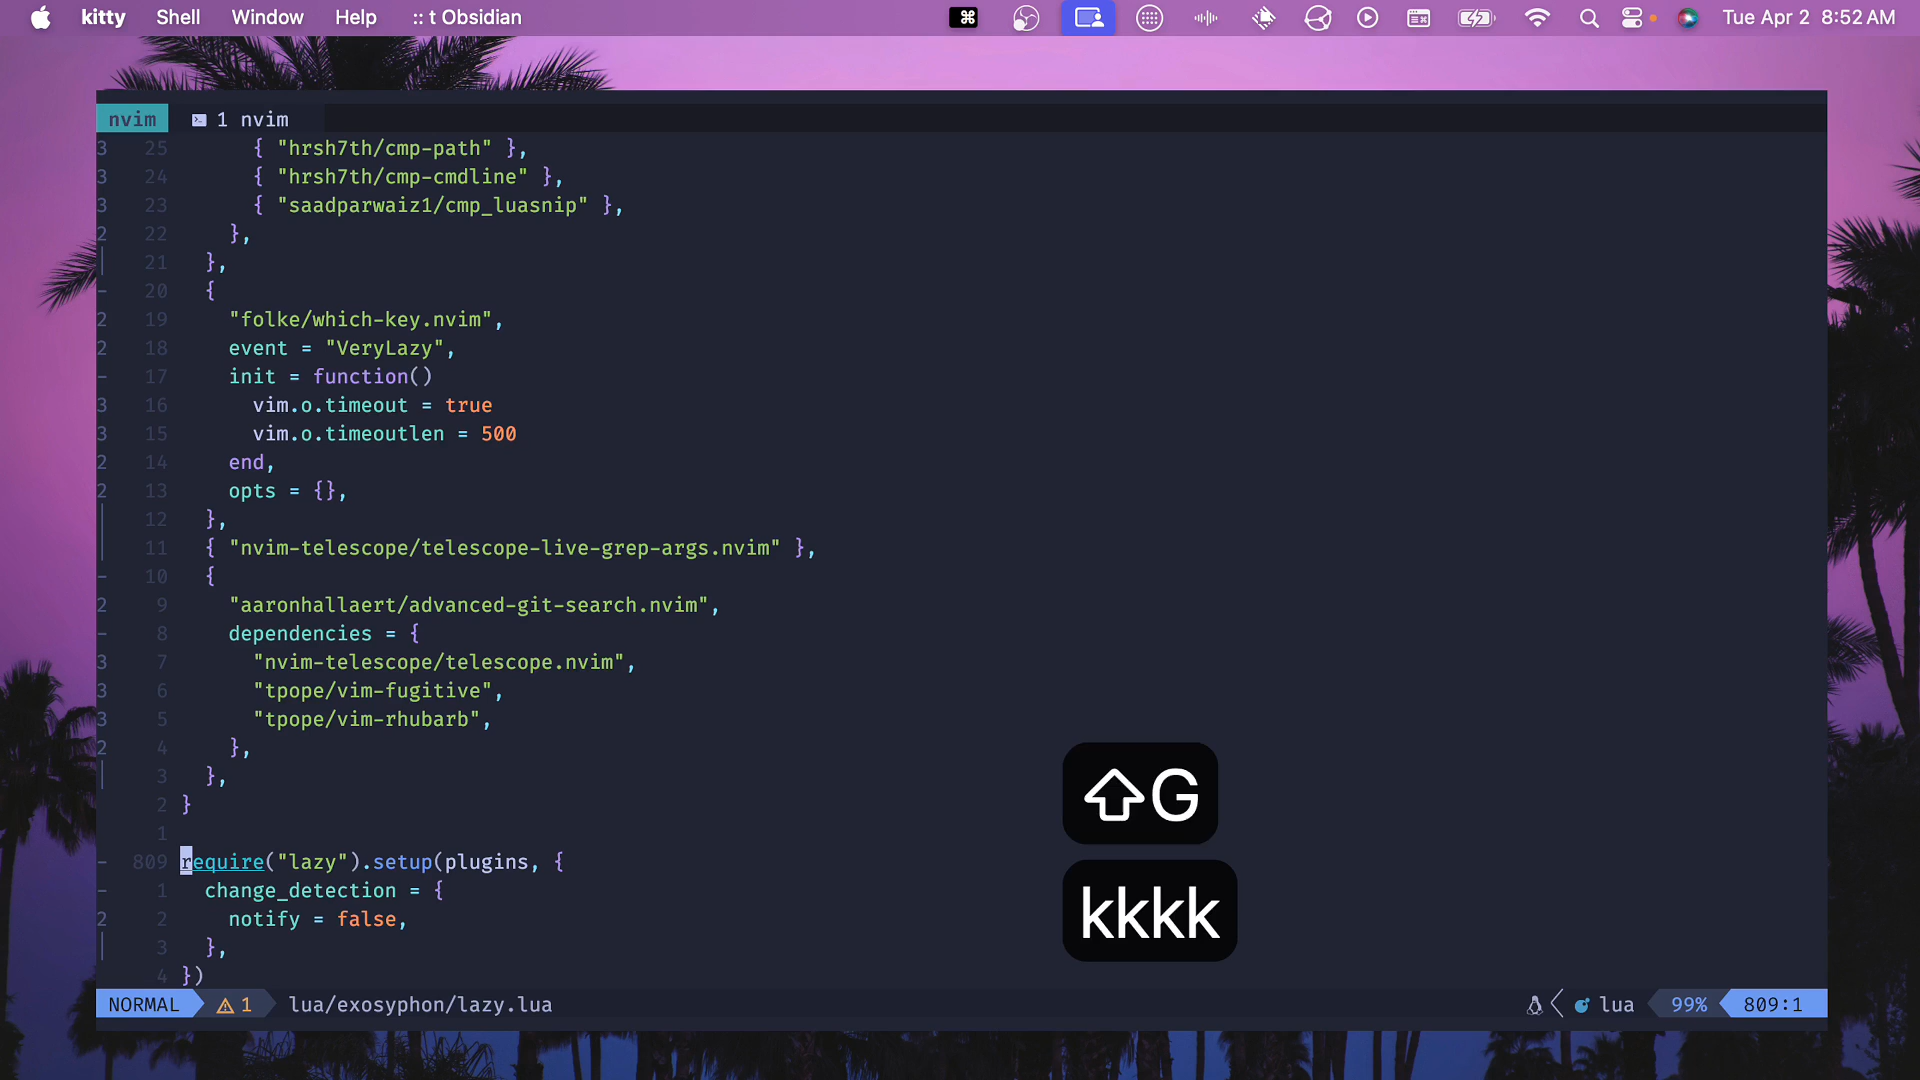 kitty Shell Window Help :: t Obsidian Tue Apr 2 8:52 AM
nvim 1 nvim
3 25 { "hrsh7th/cmp-path" },
3 24 { "hrsh7th/cmp-cmdline" },
3 23 { "saadparwaiz1/cmp_luasnip" },
2 22 },
21 },
- 20 {
2 19 "folke/which-key.nvim",
2 18 event = "VeryLazy",
- 17 init = function()
3 16 vim.o.timeout = true
3 15 vim.o.timeoutlen = 500
2 14 end,
2 13 opts = {},
12 },
11 { "nvim-telescope/telescope-live-grep-args.nvim" },
- 10 {
2 9 "aaronhallaert/advanced-git-search.nvim",
- 8 dependencies = {
3 7 "nvim-telescope/telescope.nvim",
3 6 "tpope/vim-fugitive",
3 5 "tpope/vim-rhubarb",
2 4 },
3 },
2 }
1
- 809 require("lazy").setup(plugins, {
- 1 change_detection = {
2 2 notify = false,
3 },
4 })
⇧G
kkkk
NORMAL ⚠ 1 lua/exosyphon/lazy.lua lua 99% 809:1